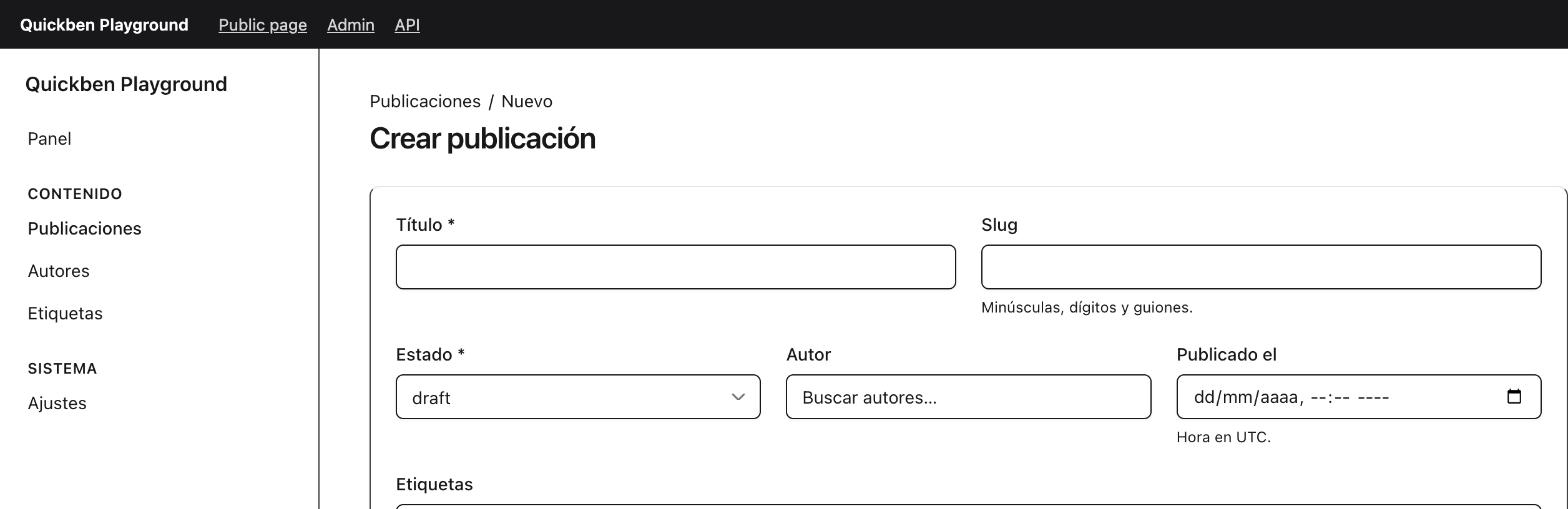 Quickben Playground Public page Admin API
Quickben Playground
Panel
CONTENIDO
Publicaciones
Autores
Etiquetas
SISTEMA
Ajustes
Publicaciones / Nuevo
Crear publicación
Título *
Slug
Minúsculas, dígitos y guiones.
Estado *
draft
Autor
Buscar autores...
Publicado el
dd/mm/aaaa, --:-- ----
Hora en UTC.
Etiquetas